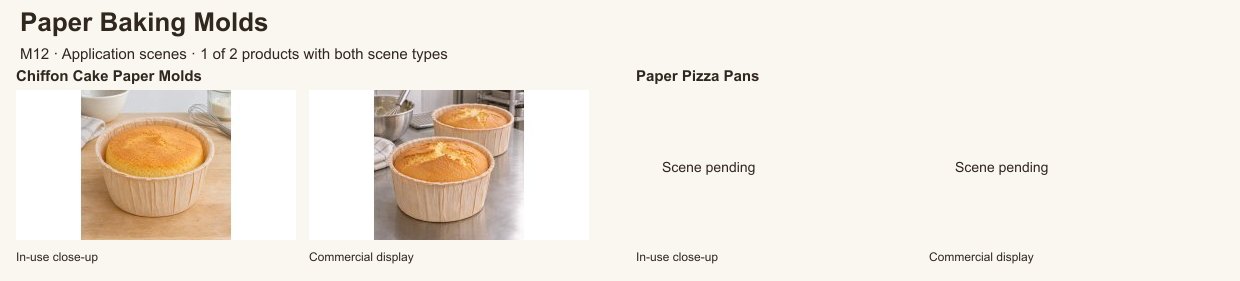 Paper Baking Molds
M12 · Application scenes · 1 of 2 products with both scene types
Chiffon Cake Paper Molds
In-use close-up
Commercial display
Paper Pizza Pans
Scene pending
Scene pending
In-use close-up
Commercial display